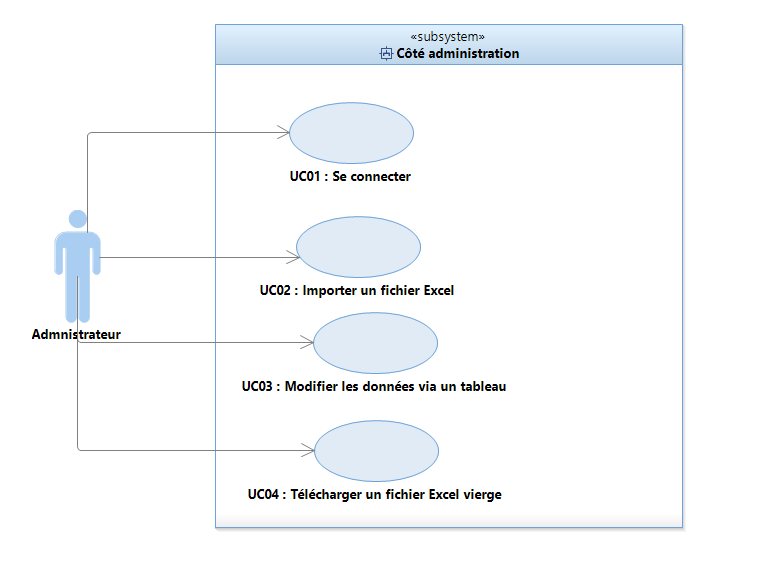 «subsystem»
Côté administration
UC01 : Se connecter
UC02 : Importer un fichier Excel
Admnistrateur
UC03 : Modifier les données via un tableau
UC04 : Télécharger un fichier Excel vierge